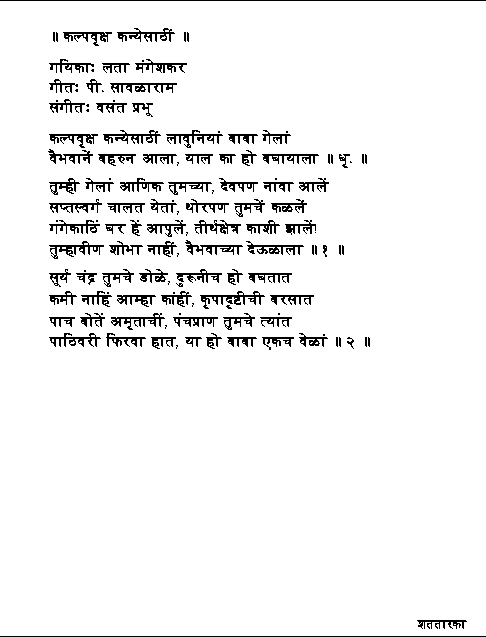 ॥ कल्पवृक्ष कन्येसाठीं ॥
गयिकाः लता मंगेशकर
गीतः पी. सावळाराम
संगीतः वसंत प्रभू
कल्पवृक्ष कन्येसाठीं लावुनियां बाबा गेलां
वैभवानें बहरुन आला, याल का हो बघायाला ॥ धृ. ॥
तुम्ही गेलां आणिक तुमच्या, देवपण नांवा आलें
सप्तस्वर्गं चालत येतां, थोरपण तुमचें कळलें
गंगेकाठिं घर हें आपुलें, तीर्थंक्षेत्र काशी झालें!
तुम्हावीण शोभा नाहीं, वैभवाच्या देऊळाला ॥ १ ॥
सूर्यं चंद्र तुमचे डोळे, दुरूनीच हो बघतात
कमी नाहिं आम्हा कांहीं, कृपादृष्टीची बरसात
पाच बोतें अमृताचीं, पंचप्राण तुमचे त्यांत
पाठिवरी फिरवा हात, या हो बाबा एकच वेळां ॥ २ ॥
शततारका